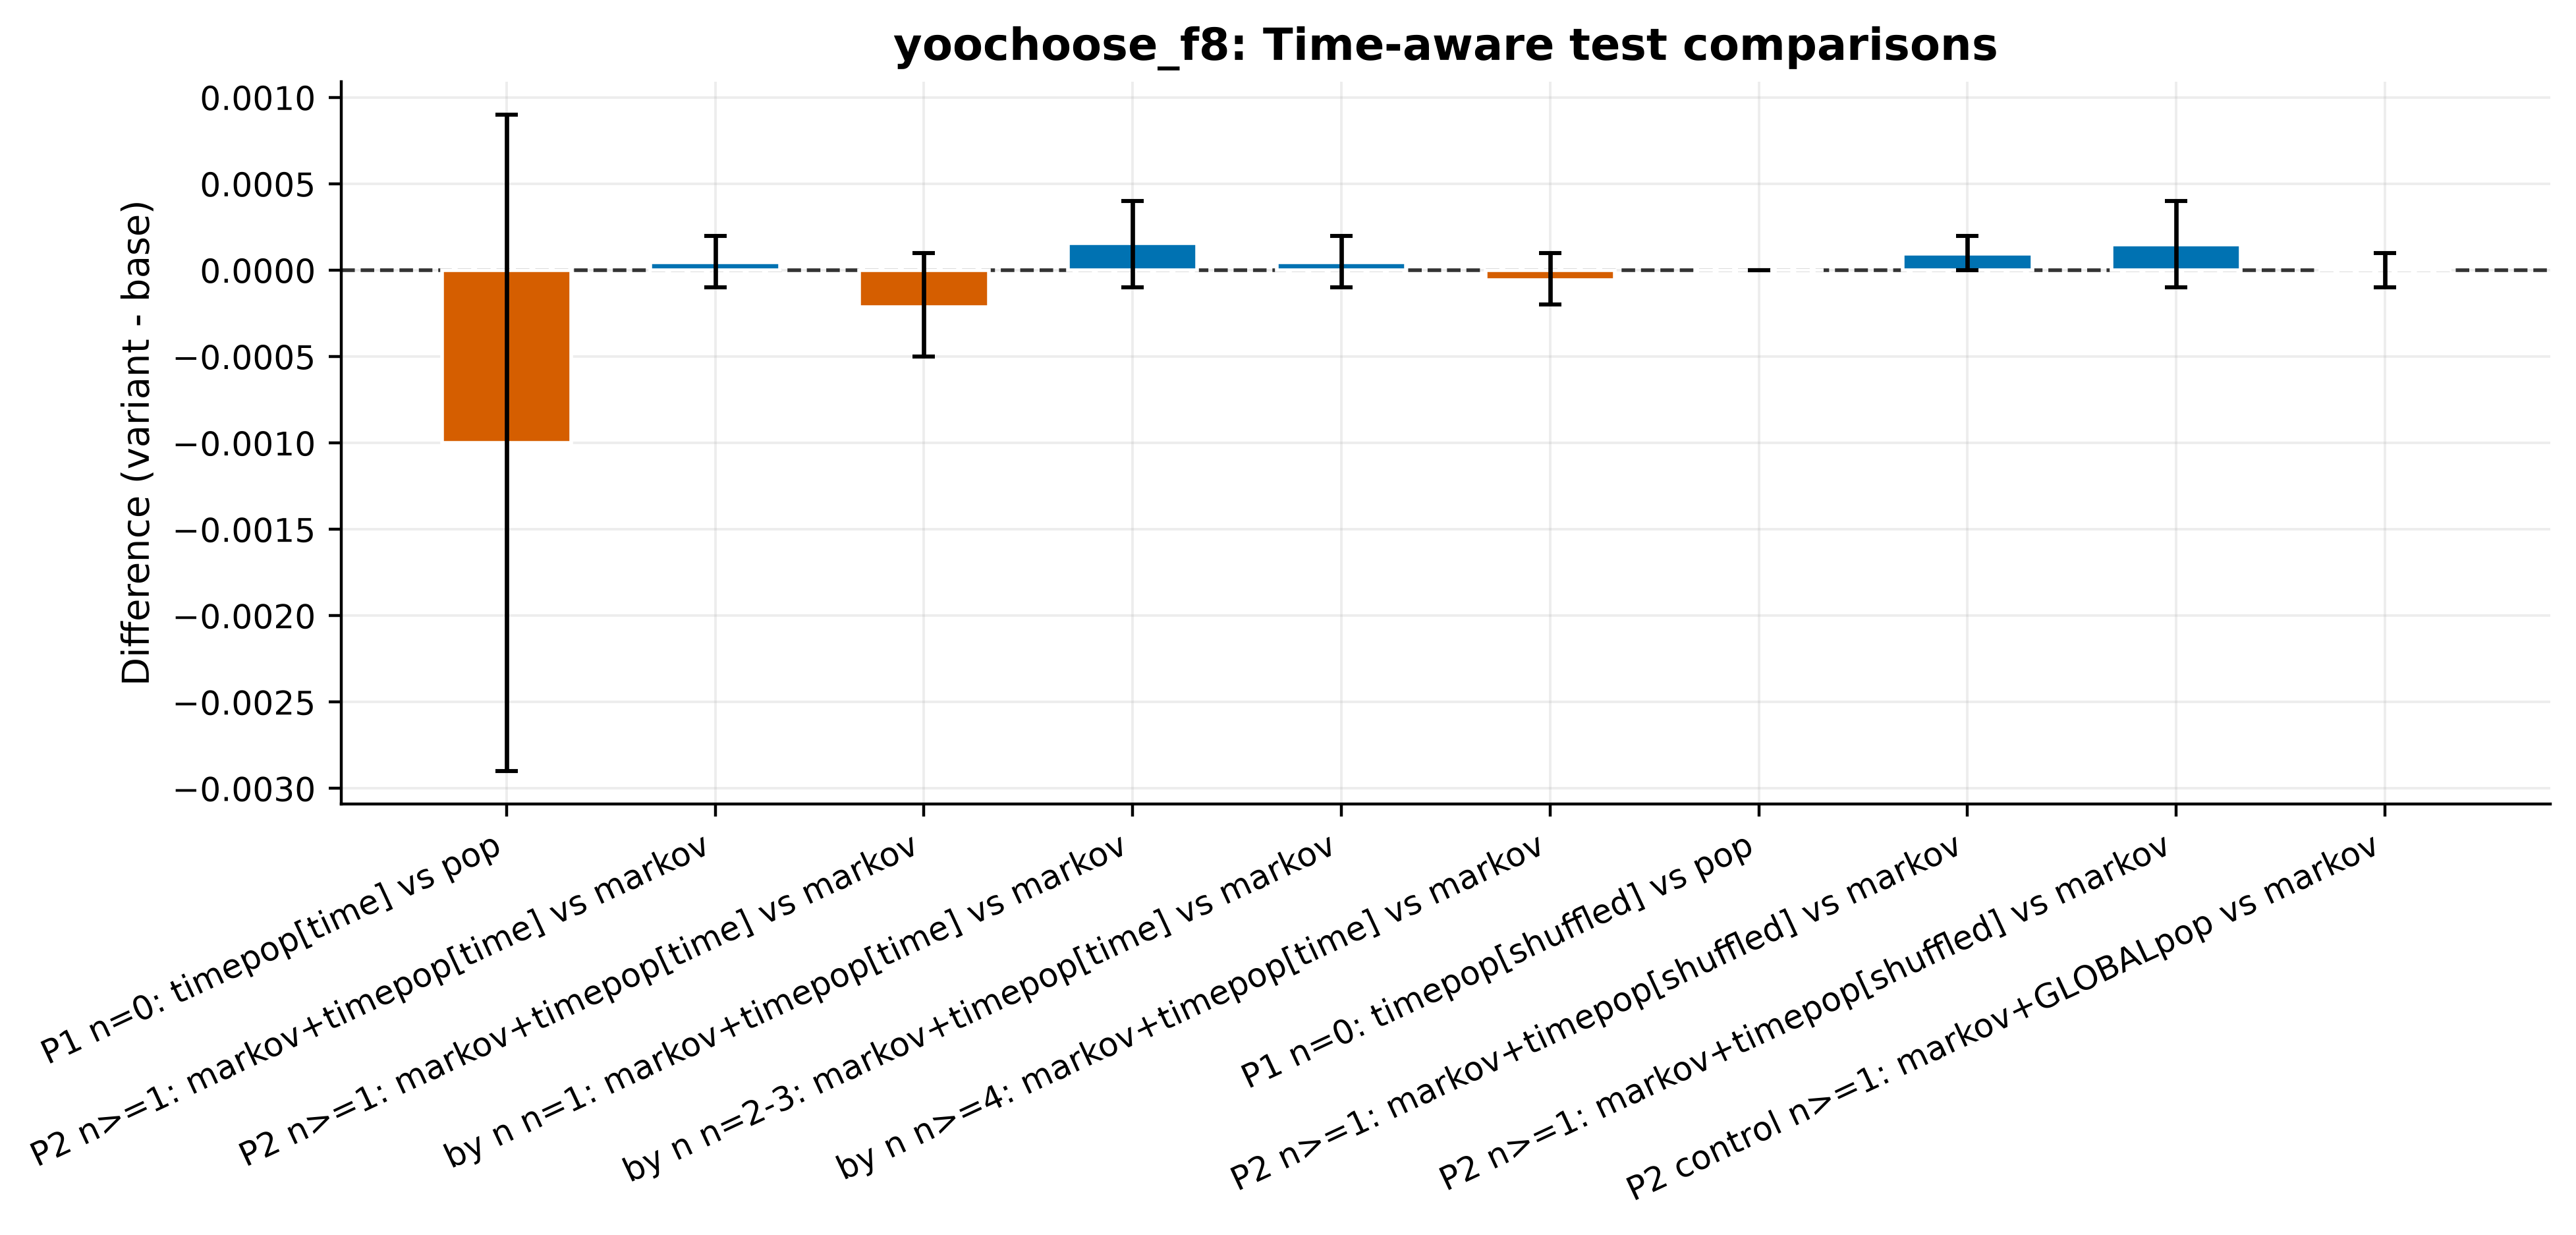 yoochoose_f8: Time-aware test comparisons
Difference (variant - base)
0.0010
0.0005
0.0000
−0.0005
−0.0010
−0.0015
−0.0020
−0.0025
−0.0030
P1 n=0: timepop[time] vs pop
P2 n>=1: markov+timepop[time] vs markov
P2 n>=1: markov+timepop[time] vs markov
by n n=1: markov+timepop[time] vs markov
by n n=2-3: markov+timepop[time] vs markov
by n n>=4: markov+timepop[time] vs markov
P1 n=0: timepop[shuffled] vs pop
P2 n>=1: markov+timepop[shuffled] vs markov
P2 n>=1: markov+timepop[shuffled] vs markov
P2 control n>=1: markov+GLOBALpop vs markov